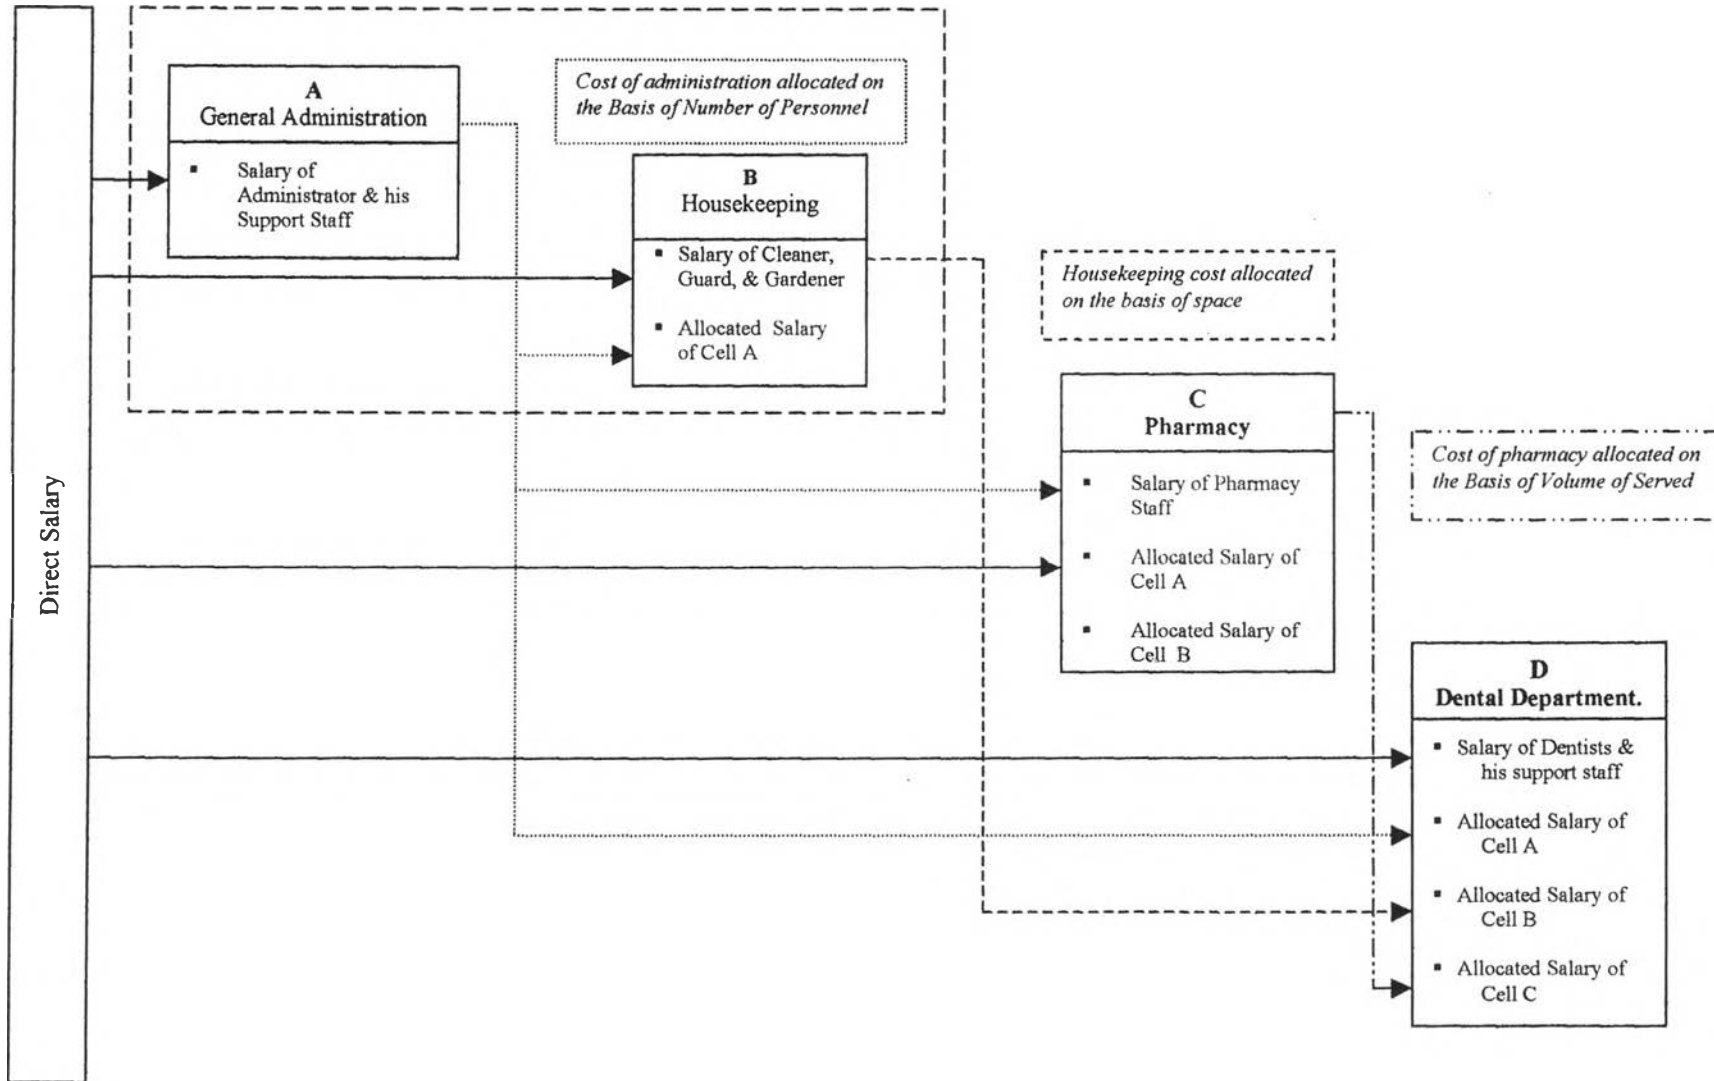 Direct Salary
A
General Administration
▪ Salary of
Administrator & his
Support Staff
Cost of administration allocated on
the Basis of Number of Personnel
B
Housekeeping
▪ Salary of Cleaner,
Guard, & Gardener
▪ Allocated Salary
of Cell A
Housekeeping cost allocated
on the basis of space
C
Pharmacy
▪ Salary of Pharmacy
Staff
▪ Allocated Salary of
Cell A
▪ Allocated Salary of
Cell B
Cost of pharmacy allocated on
the Basis of Volume of Served
D
Dental Department.
▪ Salary of Dentists &
his support staff
▪ Allocated Salary of
Cell A
▪ Allocated Salary of
Cell B
▪ Allocated Salary of
Cell C